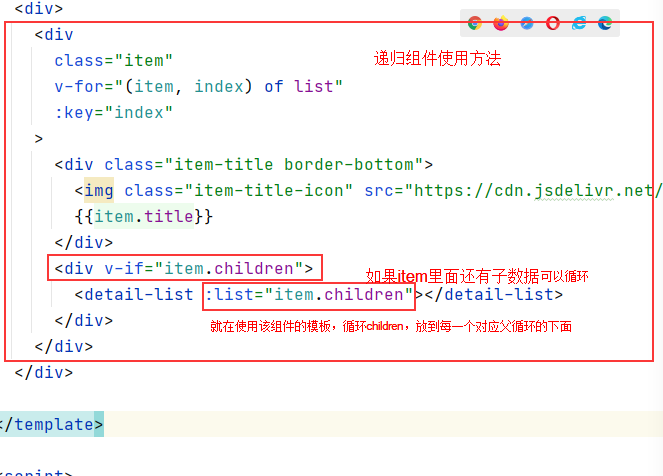 <div>
<div
class="item"
递归组件使用方法
v-for="(item, index) of list"
:key="index"
>
<div class="item-title border-bottom">
<img class="item-title-icon" src="https://cdn.jsdelivr.net/
{{item.title}}
</div>
<div v-if="item.children">
如果item里面还有子数据可以循环
<detail-list :list="item.children"></detail-list>
</div>
就在使用该组件的模板，循环children，放到每一个对应父循环的下面
</div>
</div>
</template>
<script>